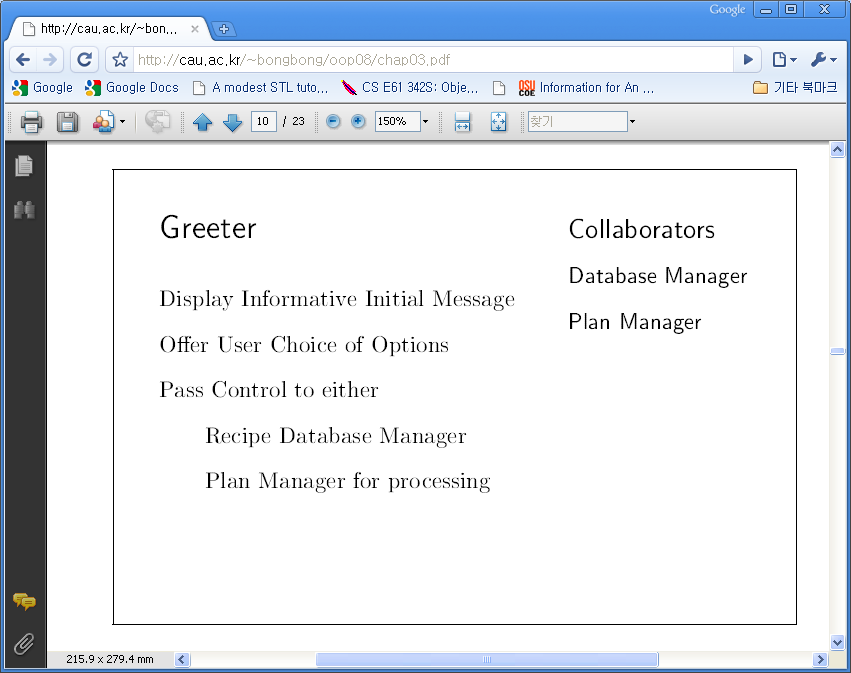 Google
http://cau.ac.kr/~bon...
http://cau.ac.kr/~bongbong/oop08/chap03.pdf
Google
Google Docs
A modest STL tuto...
CS E61 342S: Obje...
OSU
COE
Information for An ...
기타 북마크
10 / 23
150%
찾기
Greeter
Collaborators
Database Manager
Display Informative Initial Message
Plan Manager
Offer User Choice of Options
Pass Control to either
Recipe Database Manager
Plan Manager for processing
215.9 x 279.4 mm